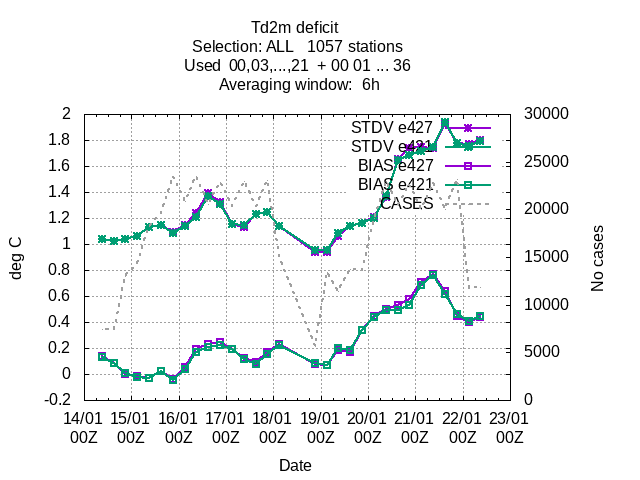 Td2m deficit
Selection: ALL   1057 stations
Used  00,03,...,21  + 00 01 ... 36
Averaging window:  6h
2
1.8
1.6
1.4
1.2
1
0.8
0.6
0.4
0.2
0
-0.2
deg C
STDV e427
STDV e421
BIAS e427
BIAS e421
CASES
30000
25000
20000
15000
10000
5000
0
No cases
14/01 15/01 16/01 17/01 18/01 19/01 20/01 21/01 22/01 23/01
00Z 00Z 00Z 00Z 00Z 00Z 00Z 00Z 00Z 00Z
Date